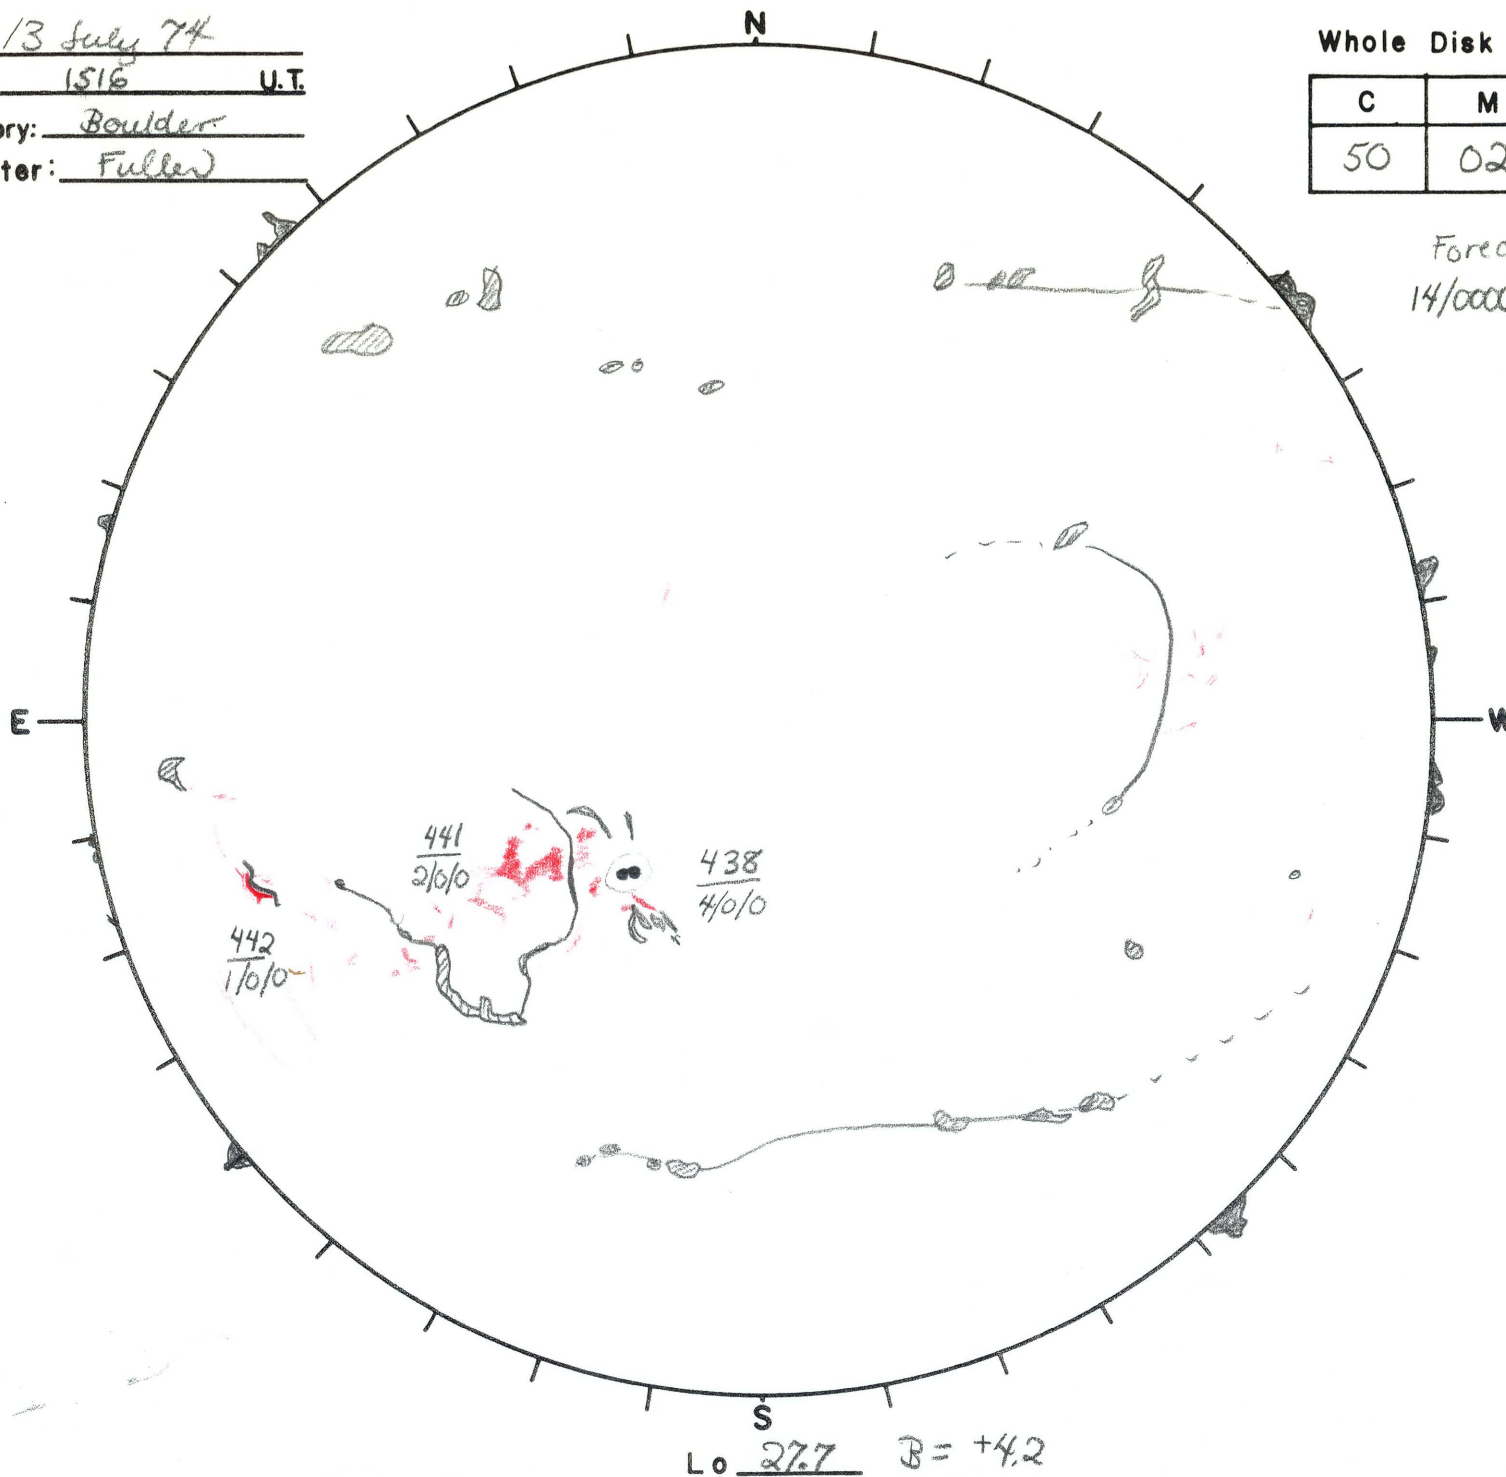 13 July 74
1516 U.T.
ory: Boulder
ter: Fuller
N
Whole Disk
C M
50 02
Forec
14/0000
E
W
441
2/0/0
438
4/0/0
442
1/0/0
S
Lo 27.7 B = +4.2